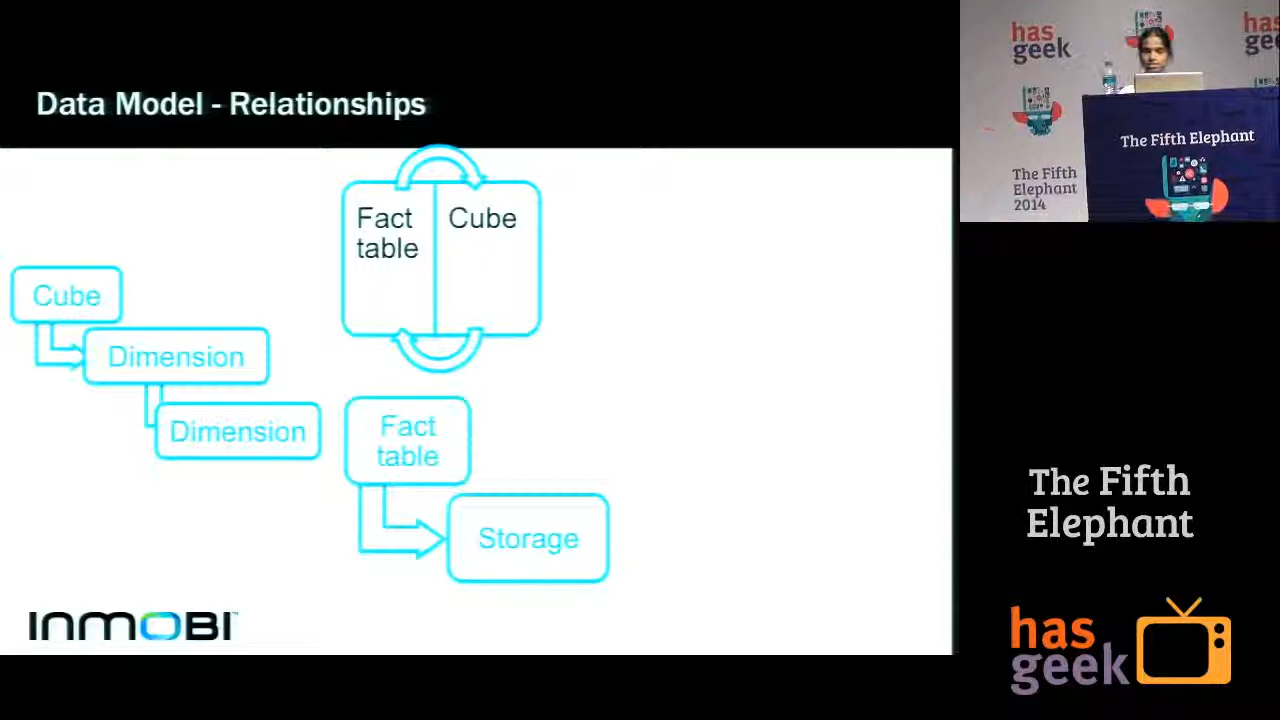 Data Model - Relationships
Fact
table
Cube
Cube
Dimension
Dimension
Fact
table
Storage
INMOBI
has
geek
has
geek
The Fifth Elephant
The Fifth
Elephant
2014
The Fifth
Elephant
has
geek